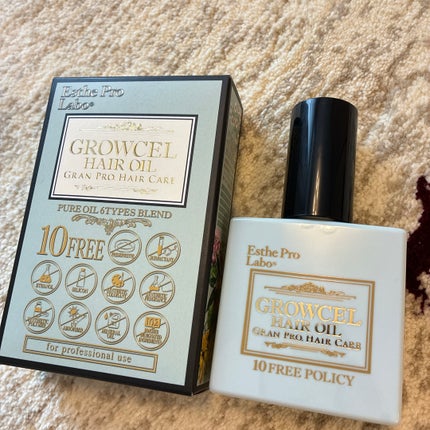 Esthe Pro
Labo®
GROWCEL
HAIR OIL
GRAN PRO. HAIR CARE
PURE OIL 6TYPES BLEND
10 FREE
for professional use
Esthe Pro
Labo®
GROWCEL
HAIR OIL
GRAN PRO. HAIR CARE
10 FREE POLICY